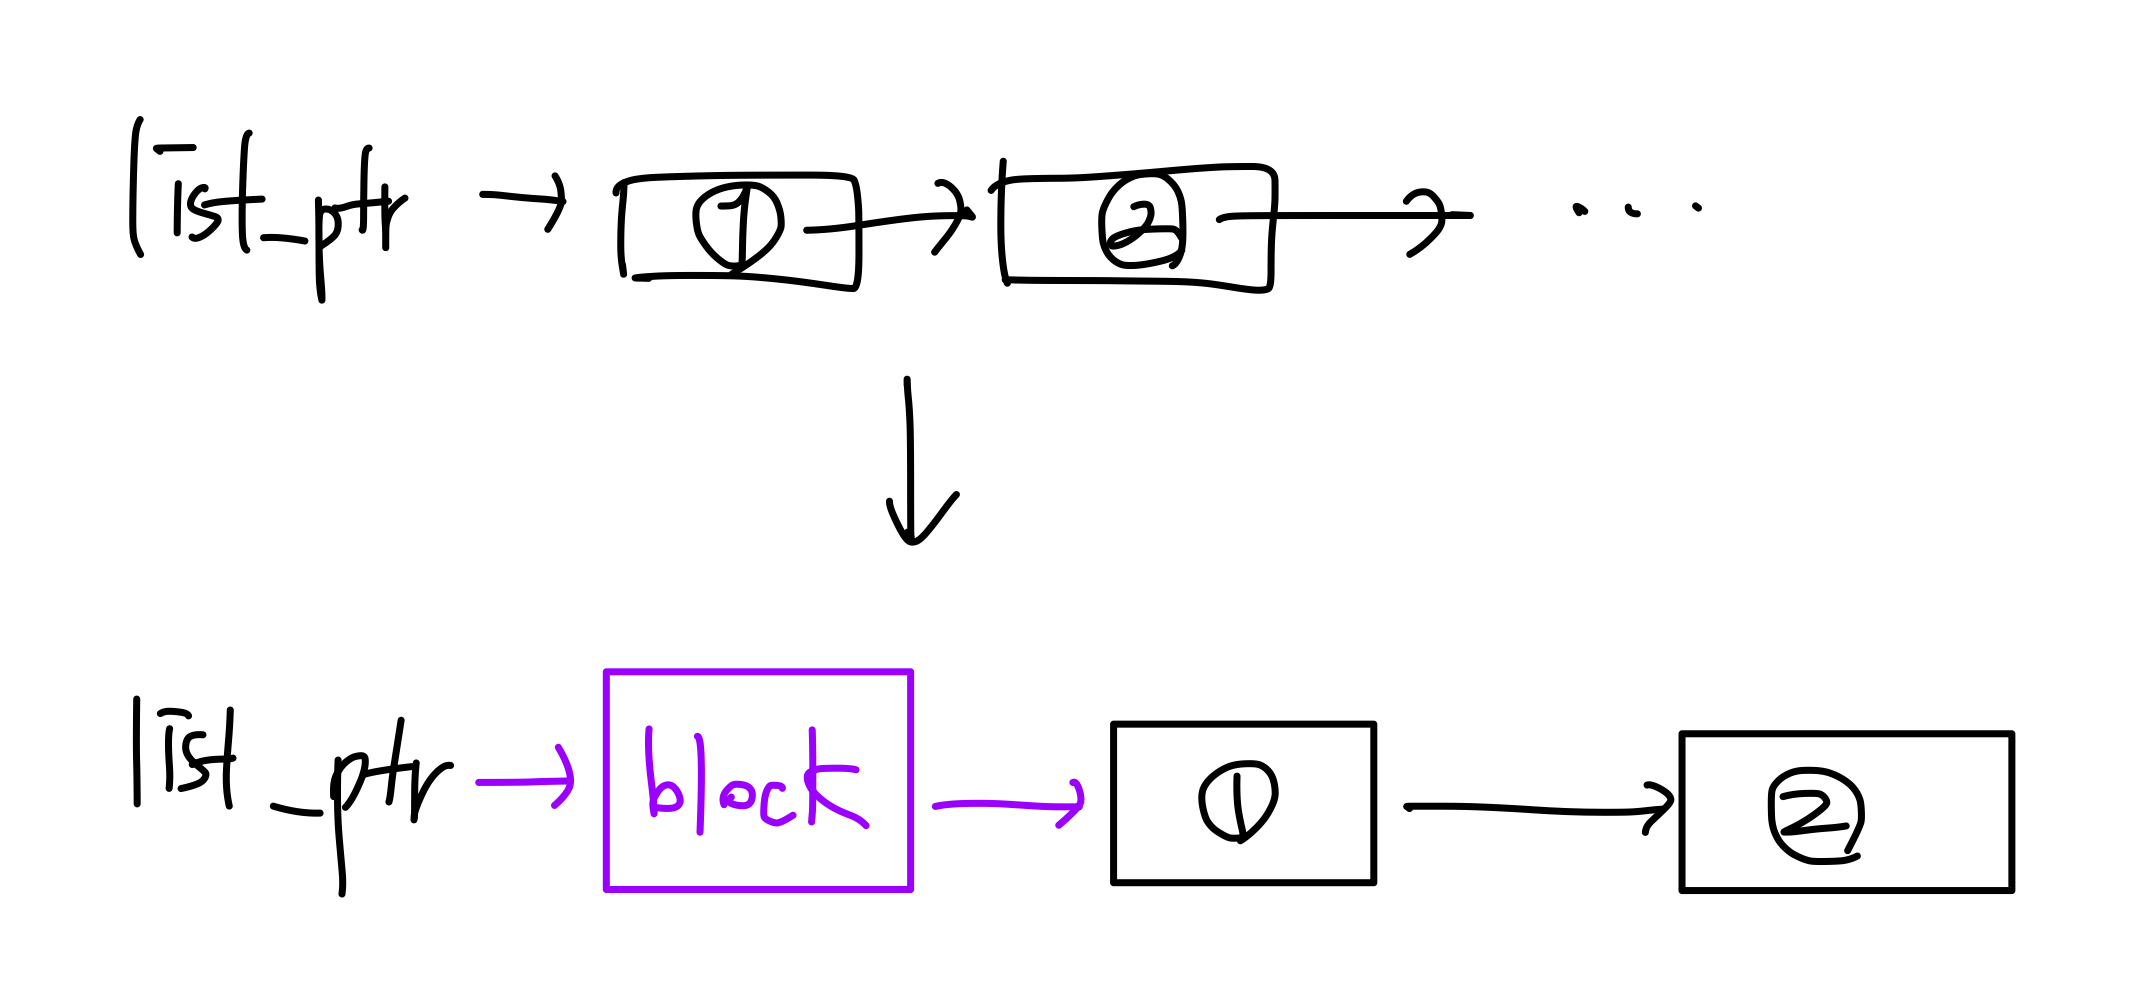 list_ptr → ① → ② → ...
list_ptr → block → ① → ②